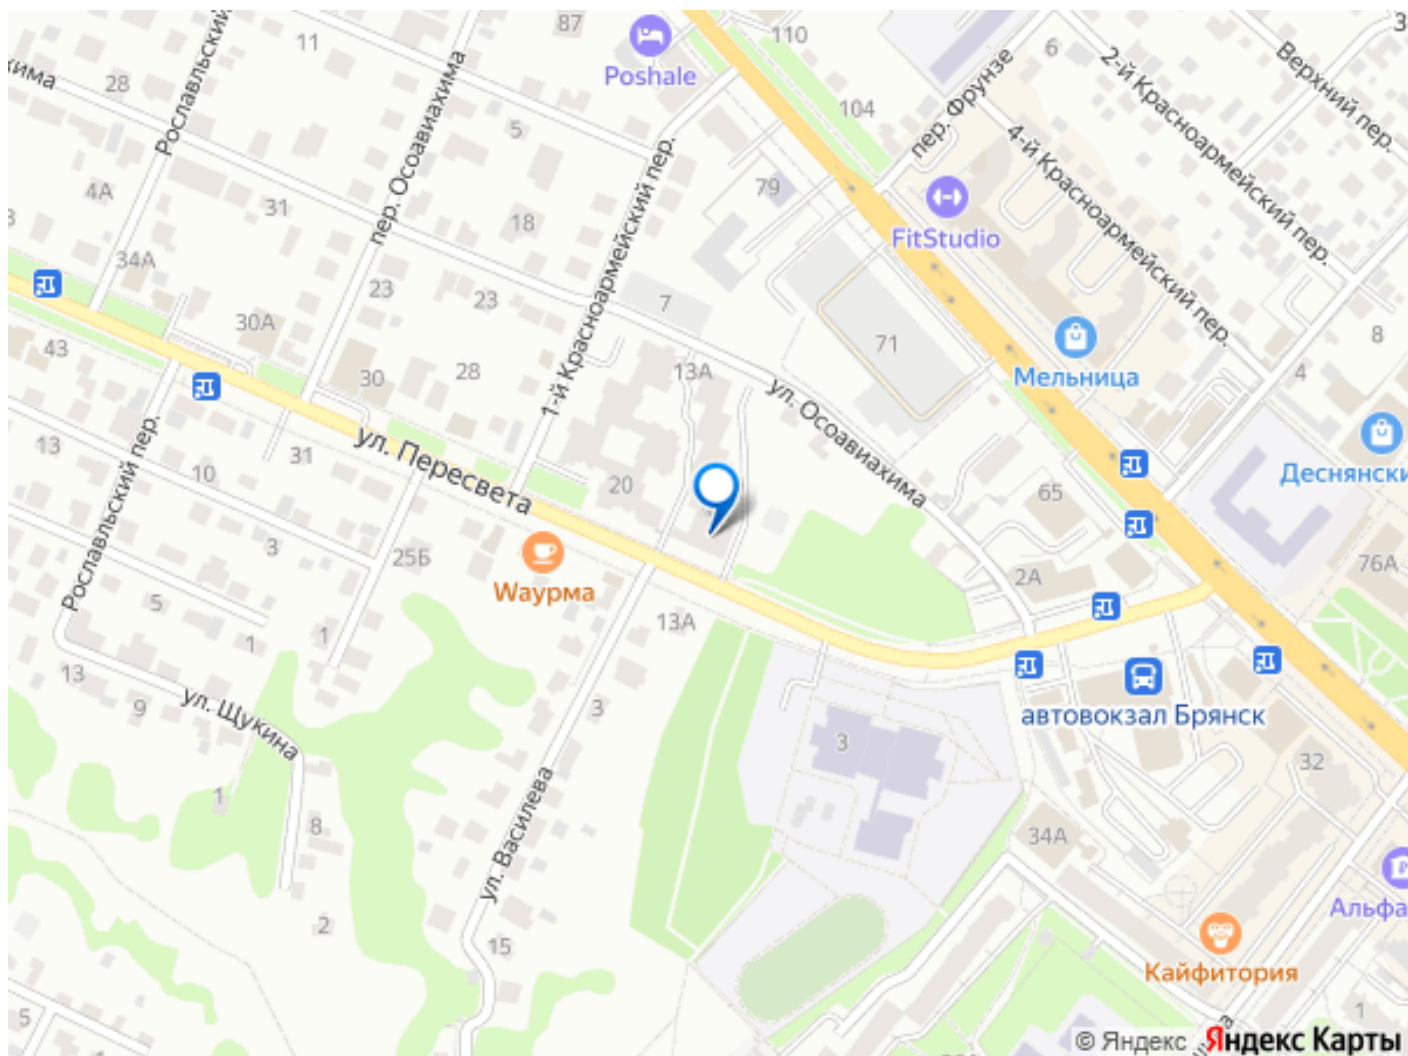 87
110
11
Poshale
28
5
104
6
Верхний пер.
2-й Красноармейский пер.
4-й Красноармейский пер.
пер. Фрунзе
Рославльский
пер. Осоавиахима
1-й Красноармейский пер.
4А
31
18
79
FitStudio
34А
23
23
7
30А
71
43
30
28
13А
Мельница
8
4
ул. Осоавиахима
13
10
31
ул. Пересвета
20
65
Деснянски
Рославльский пер.
3
25Б
Wаурма
2А
76А
5
1
1
13А
13
9
ул. Щукина
3
3
автовокзал Брянск
32
1
8
ул. Василева
34А
2
15
Альфа
Кайфитория
5
1
© Яндекс Яндекс Карты